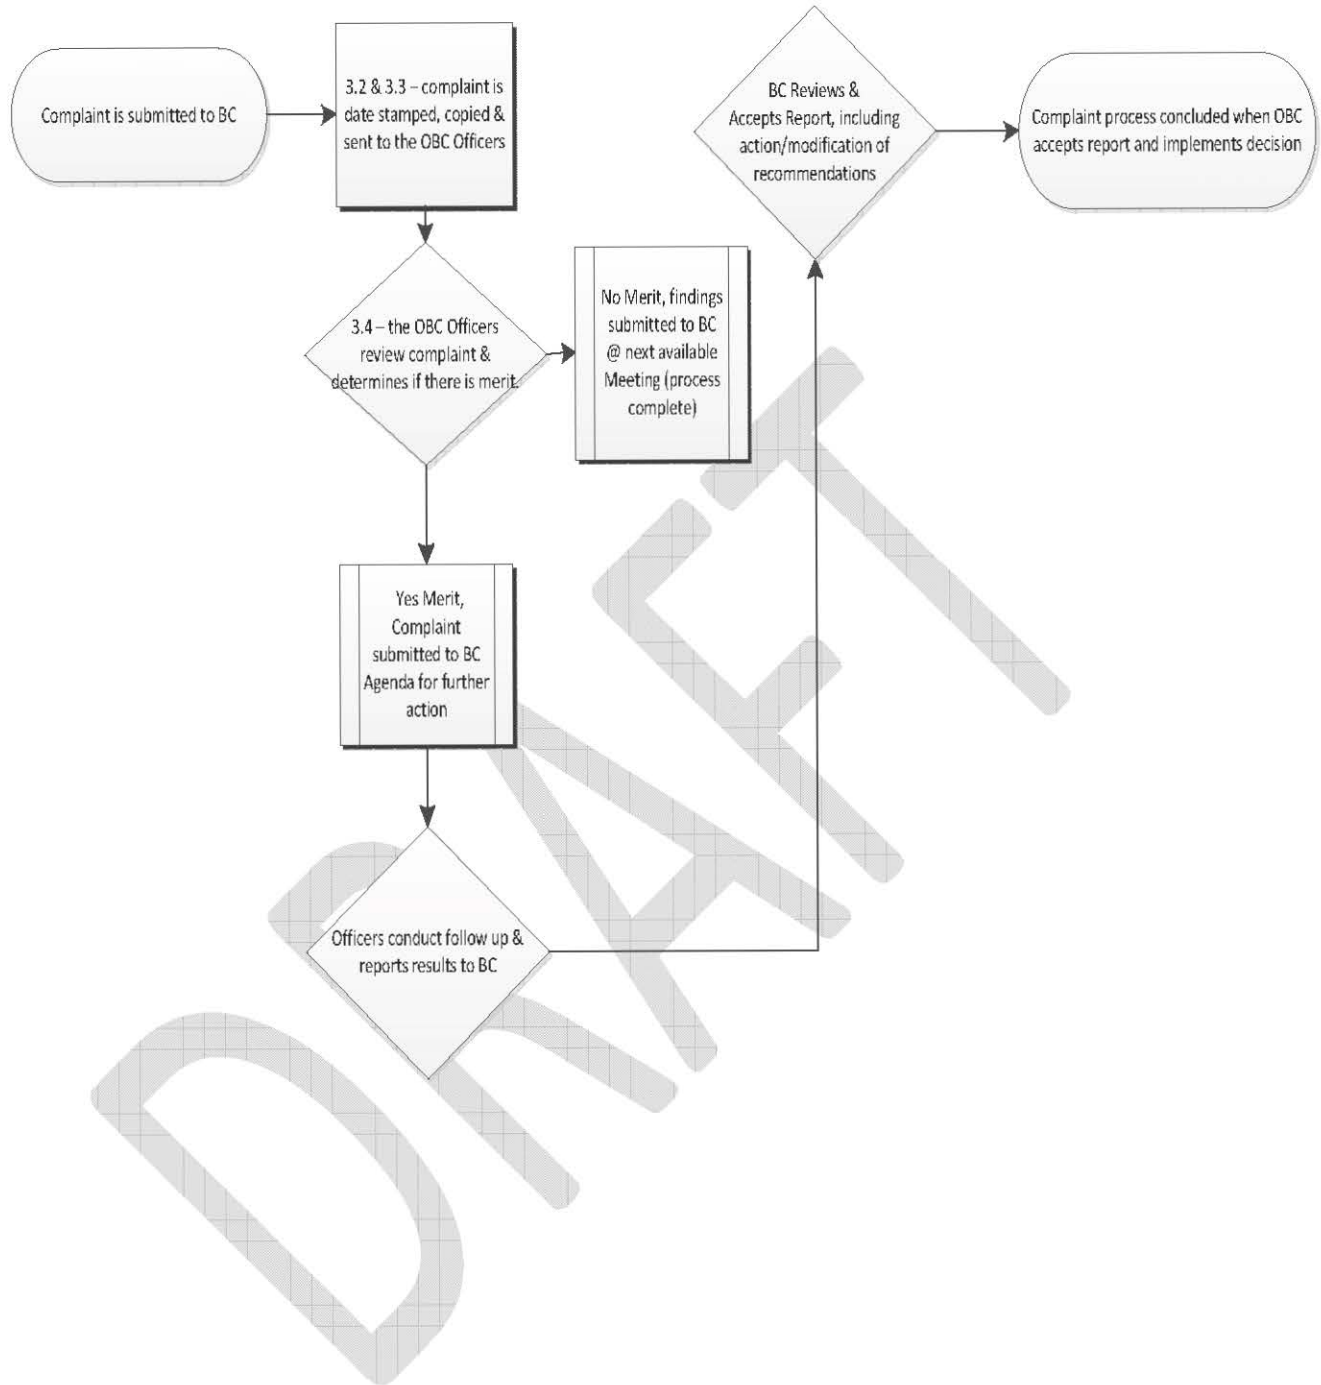 Complaint is submitted to BC
3.2 & 3.3 – complaint is
date stamped, copied &
sent to the OBC Officers
3.4 – the OBC Officers
review complaint &
determines if there is merit.
No Merit, findings
submitted to BC
@ next available
Meeting (process
complete)
Yes Merit,
Complaint
submitted to BC
Agenda for further
action
Officers conduct follow up &
reports results to BC
BC Reviews &
Accepts Report, including
action/modification of
recommendations
Complaint process concluded when OBC
accepts report and implements decision
DRAFT